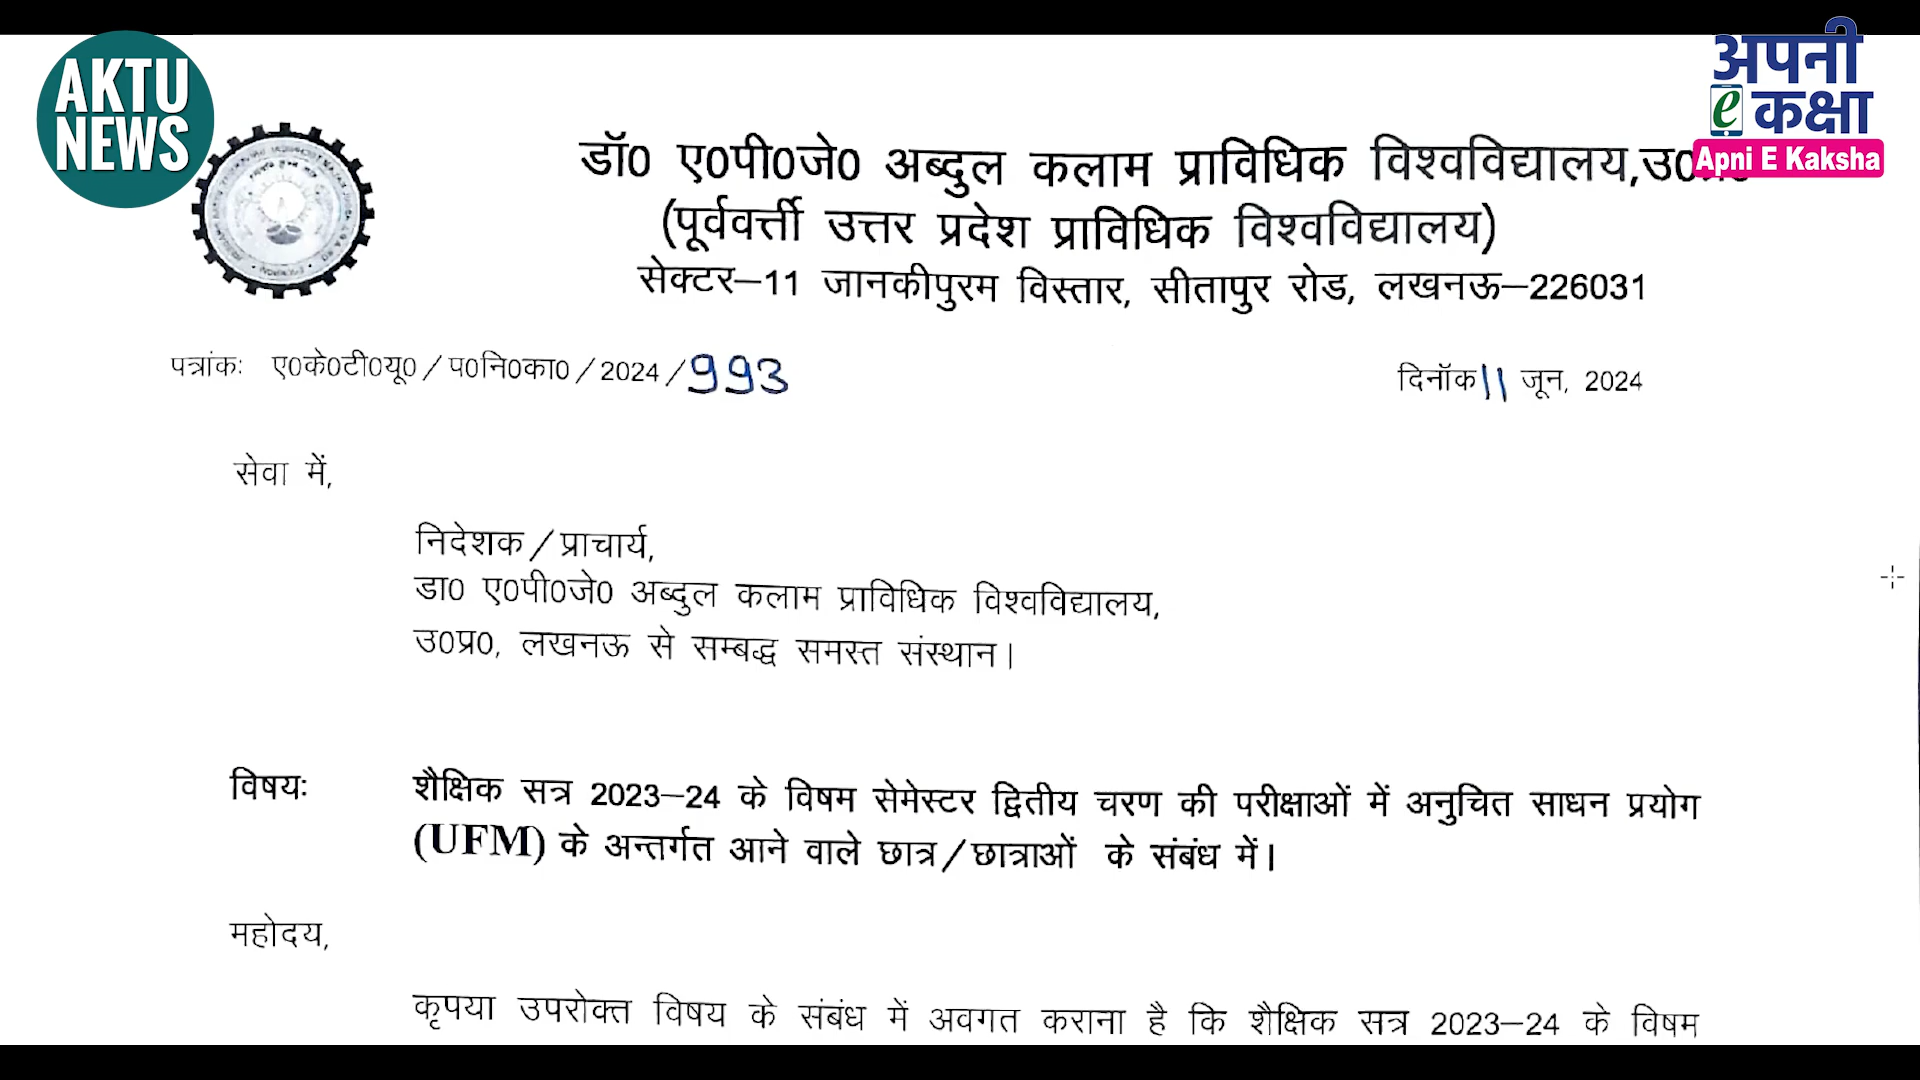 AKTU
NEWS
अपनी
e कक्षा
Apni E Kaksha
डॉ0 ए0पी0जे0 अब्दुल कलाम प्राविधिक विश्वविद्यालय,उ0
(पूर्ववर्त्ती उत्तर प्रदेश प्राविधिक विश्वविद्यालय)
सेक्टर–11 जानकीपुरम विस्तार, सीतापुर रोड, लखनऊ–226031
पत्रांकः ए0के0टी0यू0/प0नि0का0/2024/993
दिनॉक 11 जून, 2024
सेवा में,
निदेशक/प्राचार्य,
डा0 ए0पी0जे0 अब्दुल कलाम प्राविधिक विश्वविद्यालय,
उ0प्र0, लखनऊ से सम्बद्ध समस्त संस्थान।
विषयः शैक्षिक सत्र 2023–24 के विषम सेमेस्टर द्वितीय चरण की परीक्षाओं में अनुचित साधन प्रयोग
(UFM) के अन्तर्गत आने वाले छात्र/छात्राओं के संबंध में।
महोदय,
कृपया उपरोक्त विषय के संबंध में अवगत कराना है कि शैक्षिक सत्र 2023–24 के विषम